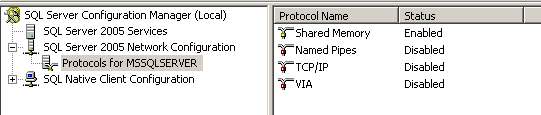 SQL Server Configuration Manager (Local)
SQL Server 2005 Services
SQL Server 2005 Network Configuration
Protocols for MSSQLSERVER
SQL Native Client Configuration
Protocol Name Status
Shared Memory Enabled
Named Pipes Disabled
TCP/IP Disabled
VIA Disabled